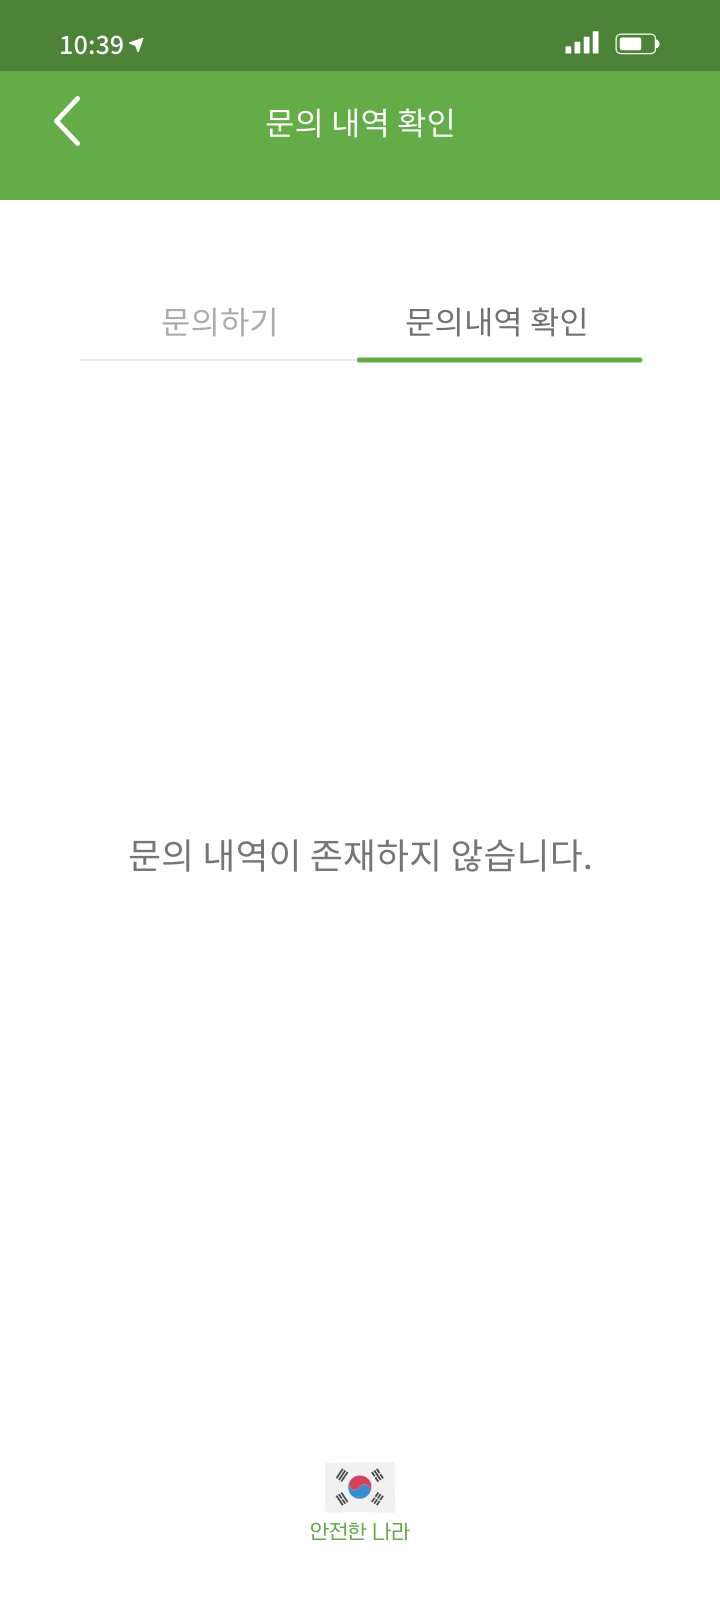 10:39
문의 내역 확인
문의하기 문의내역 확인
문의 내역이 존재하지 않습니다.
안전한 나라